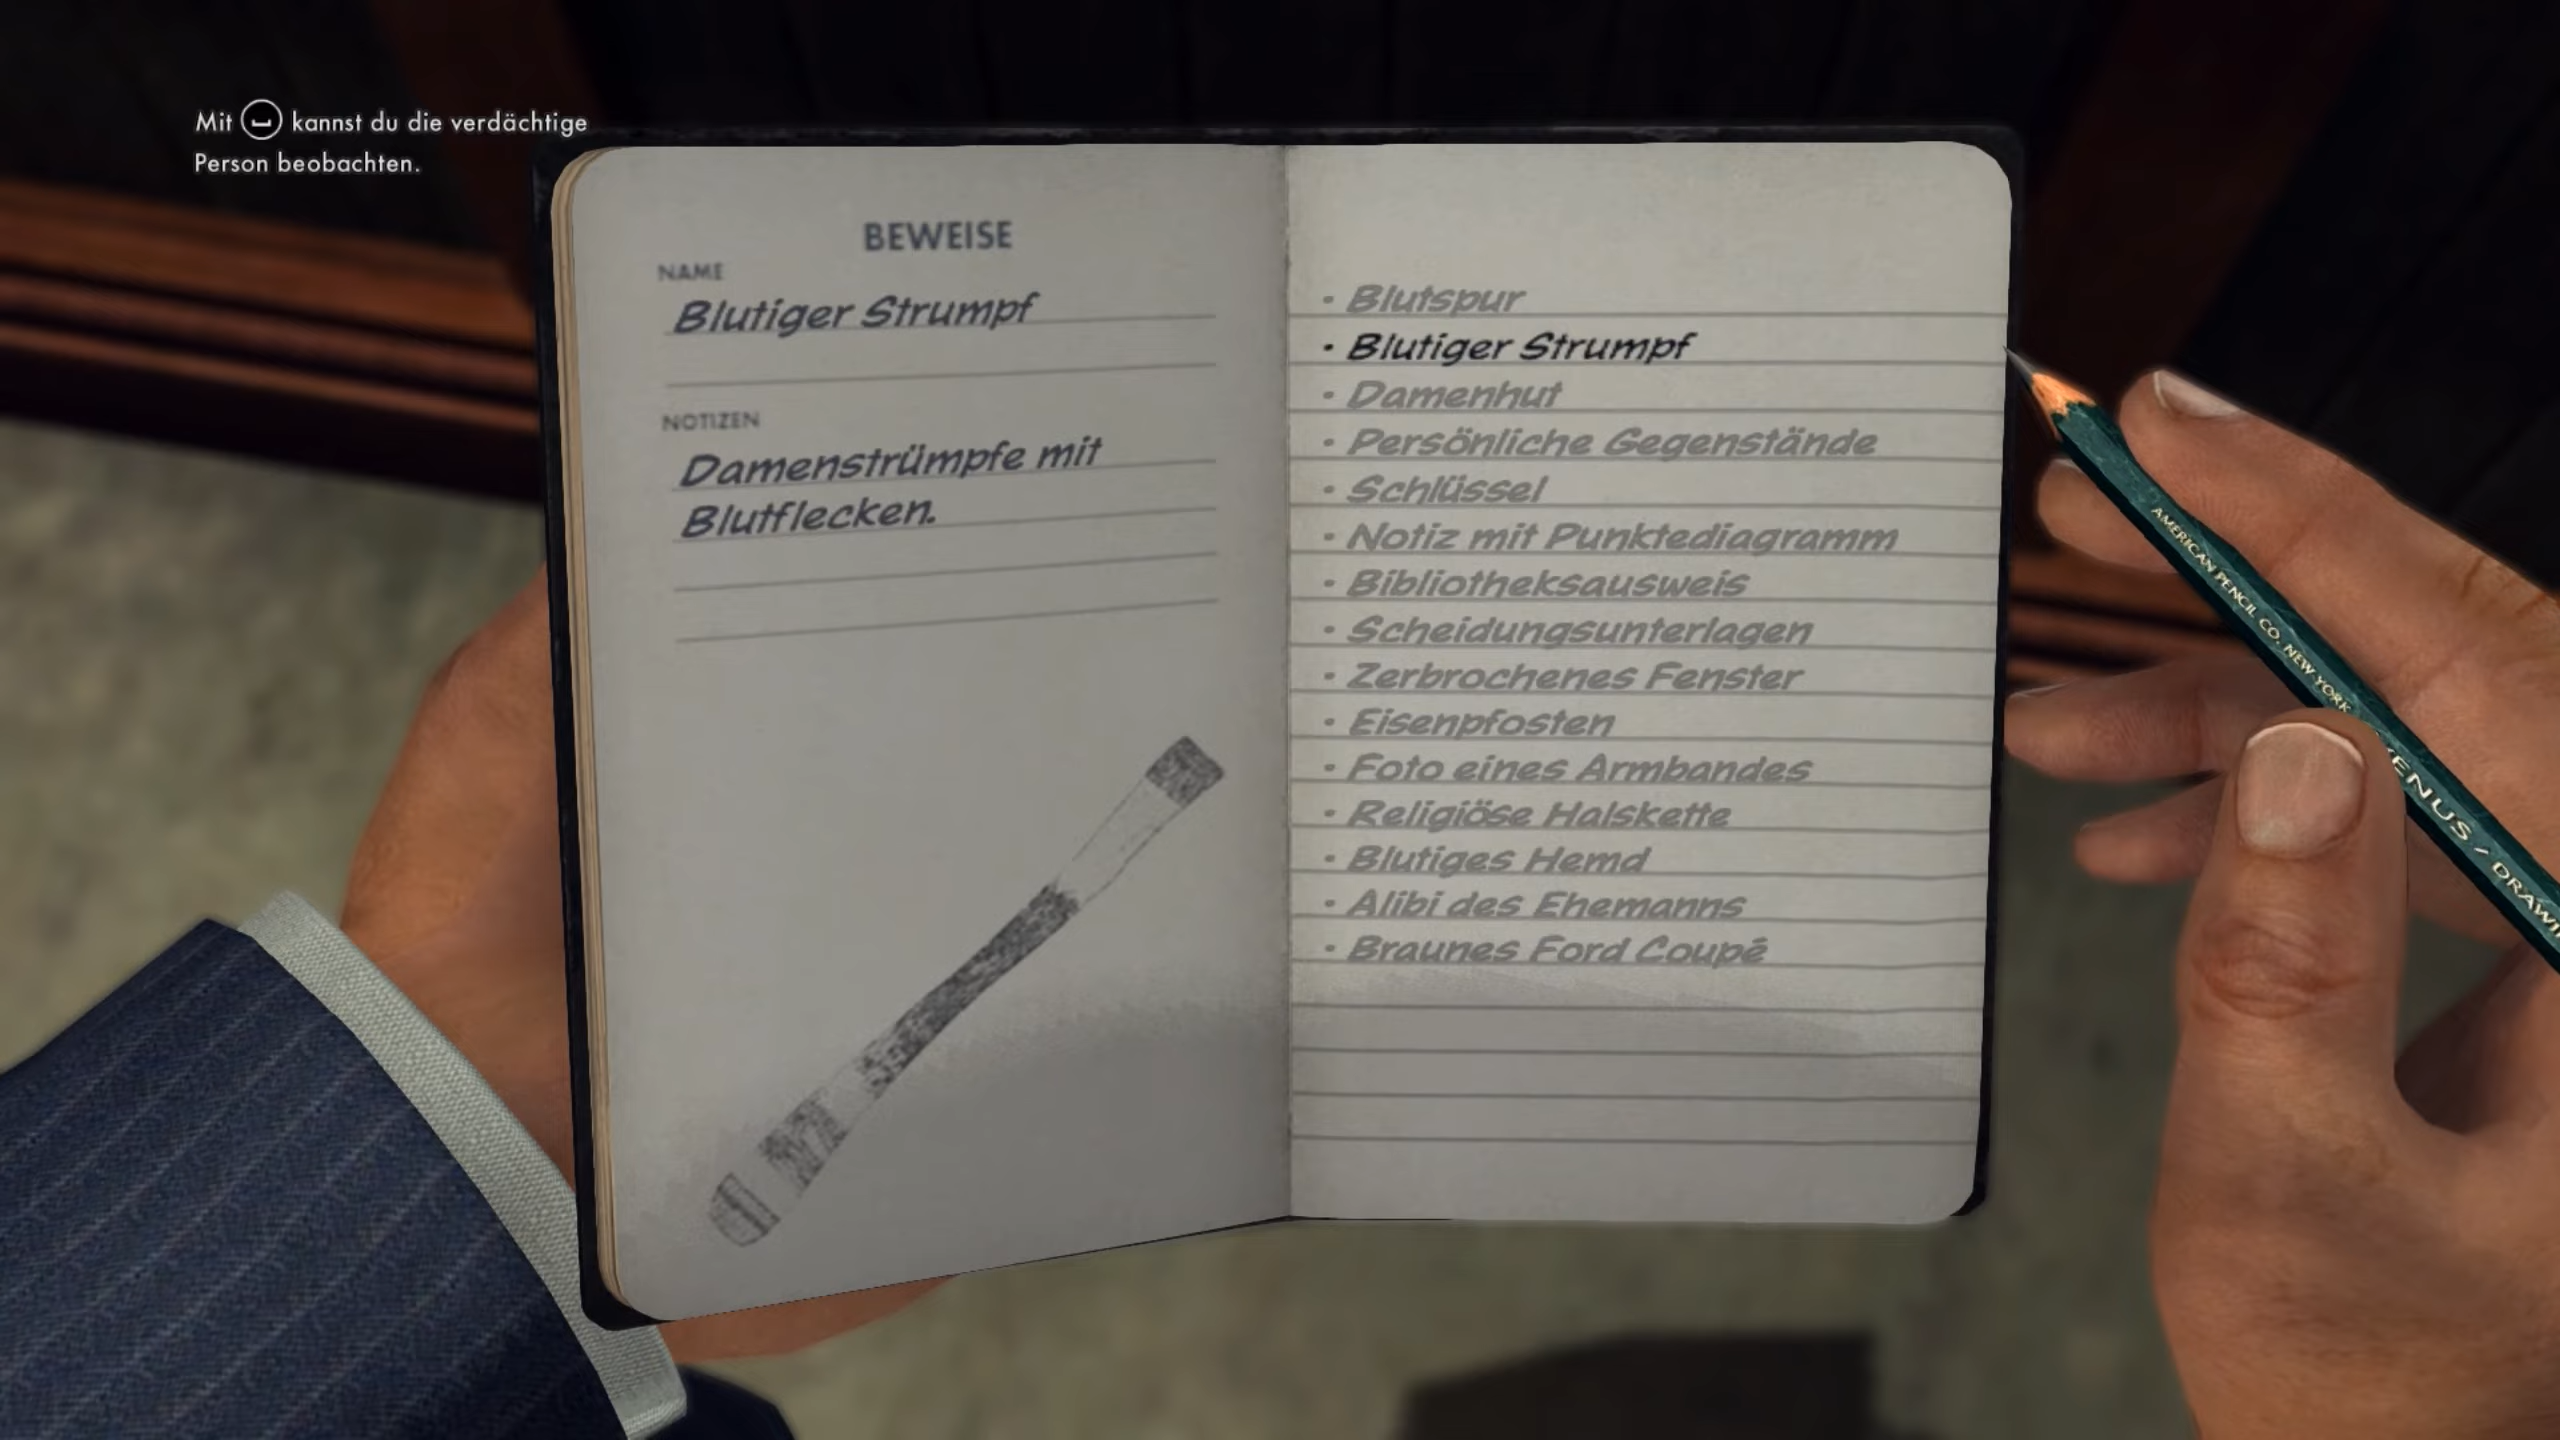 Mit kannst du die verdächtige
Person beobachten.
BEWEISE
NAME
Blutiger Strumpf
NOTIZEN
Damenstrümpfe mit
Blutflecken.
· Blutspur
· Blutiger Strumpf
· Damenhut
· Persönliche Gegenstände
· Schlüssel
· Notiz mit Punktediagramm
· Bibliotheksausweis
· Scheidungsunterlagen
· Zerbrochenes Fenster
· Eisenpfosten
· Foto eines Armbandes
· Religiöse Halskette
· Blutiges Hemd
· Alibi des Ehemanns
· Braunes Ford Coupé
AMERICAN PENCIL CO. NEW YORK
VENUS / DRAWI